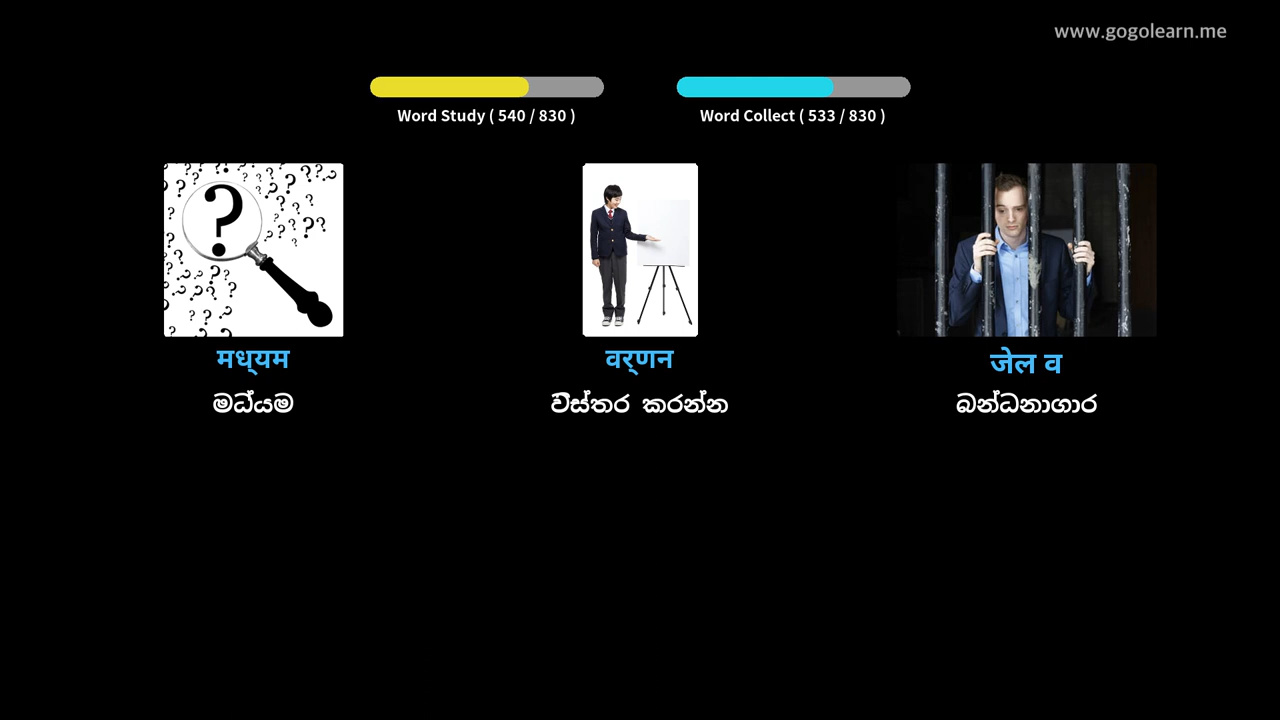 www.gogolearn.me
Word Study ( 540 / 830 )
Word Collect ( 533 / 830 )
मध्‌यम
वर्‌णन
जेल व
මධ්‍යම
විස්තර කරන්න
බන්ධනාගාර